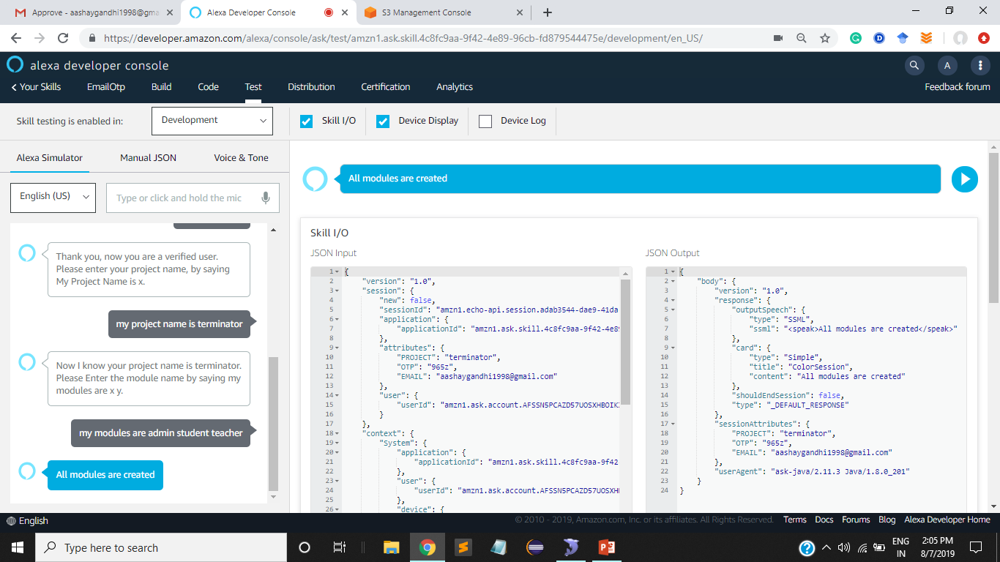 Approve - aashaygandhi1998@gma
Alexa Developer Console
S3 Management Console
https://developer.amazon.com/alexa/console/ask/test/amzn1.ask.skill.4c8fc9aa-9f42-4e89-96cb-fd879544475e/development/en_US/
alexa developer console
A
Your Skills EmailOtp Build Code Test Distribution Certification Analytics Feedback forum
Skill testing is enabled in: Development Skill I/O Device Display Device Log
Alexa Simulator Manual JSON Voice & Tone
English (US) Type or click and hold the mic
Thank you, now you are a verified user.
Please enter your project name, by saying
My Project Name is x.
my project name is terminator
Now I know your project name is terminator.
Please Enter the module name by saying my
modules are x y.
my modules are admin student teacher
All modules are created
All modules are created
Skill I/O
JSON Input
1 {
2 "version": "1.0",
3 "session": {
4 "new": false,
5 "sessionId": "amzn1.echo-api.session.adab3544-dae9-41da
6 "application": {
7 "applicationId": "amzn1.ask.skill.4c8fc9aa-9f42-4e89
8 },
9 "attributes": {
10 "PROJECT": "terminator",
11 "OTP": "965z",
12 "EMAIL": "aashaygandhi1998@gmail.com"
13 },
14 "user": {
15 "userId": "amzn1.ask.account.AFSSN5PCAZD57UOSXHBOIK
16 }
17 },
18 "context": {
19 "System": {
20 "application": {
21 "applicationId": "amzn1.ask.skill.4c8fc9aa-9f42
22 },
23 "user": {
24 "userId": "amzn1.ask.account.AFSSN5PCAZD57UOSXH
25 },
26 "device": {
JSON Output
1 {
2 "body": {
3 "version": "1.0",
4 "response": {
5 "outputSpeech": {
6 "type": "SSML",
7 "ssml": "<speak>All modules are created</speak>"
8 },
9 "card": {
10 "type": "Simple",
11 "title": "ColorSession",
12 "content": "All modules are created"
13 },
14 "shouldEndSession": false,
15 "type": "_DEFAULT_RESPONSE"
16 },
17 "sessionAttributes": {
18 "PROJECT": "terminator",
19 "OTP": "965z",
20 "EMAIL": "aashaygandhi1998@gmail.com"
21 },
22 "userAgent": "ask-java/2.11.3 Java/1.8.0_201"
23 }
24 }
English
© 2010 - 2019, Amazon.com, Inc. or its affiliates. All Rights Reserved. Terms Docs Forums Blog Alexa Developer Home
Type here to search
ENG
IN
2:05 PM
8/7/2019